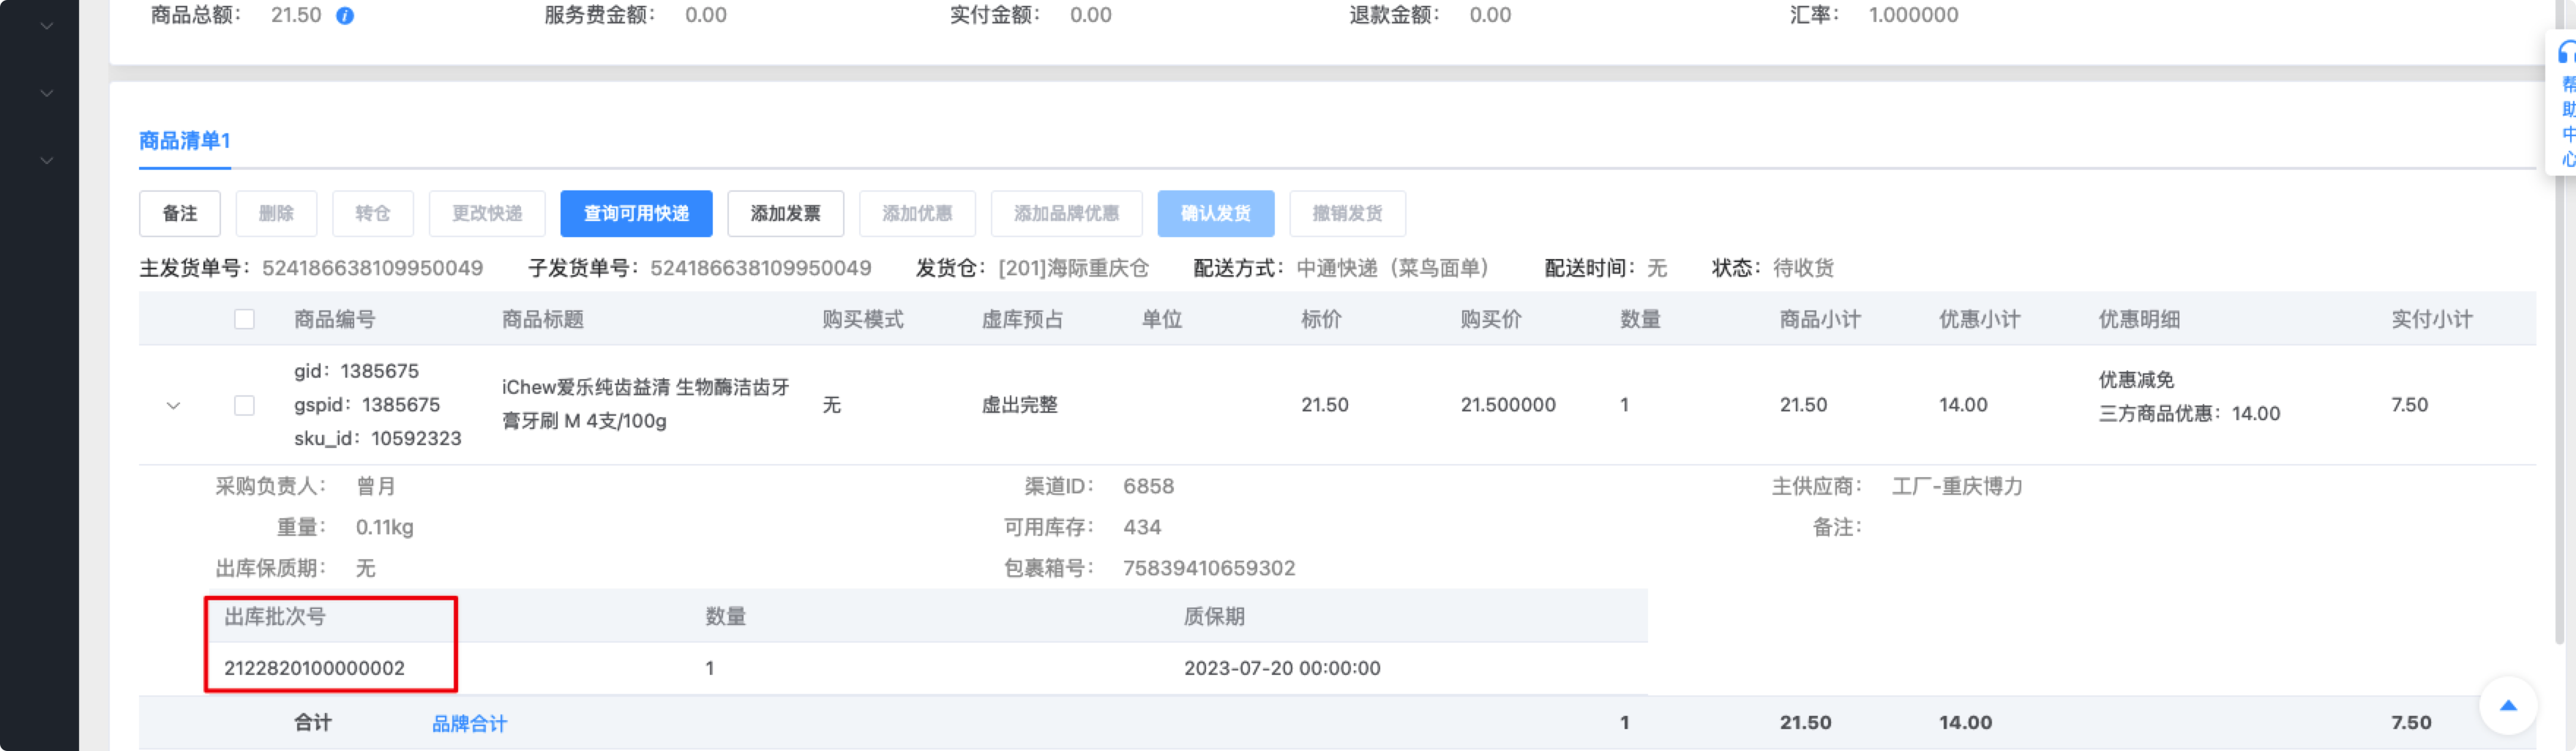 商品总额： 21.50 服务费金额： 0.00 实付金额： 0.00 退款金额： 0.00 汇率： 1.000000
帮助中心
商品清单1
备注 删除 转仓 更改快递 查询可用快递 添加发票 添加优惠 添加品牌优惠 确认发货 撤销发货
主发货单号：524186638109950049 子发货单号：524186638109950049 发货仓：[201]海际重庆仓 配送方式：中通快递（菜鸟面单） 配送时间：无 状态：待收货
商品编号 商品标题 购买模式 虚库预占 单位 标价 购买价 数量 商品小计 优惠小计 优惠明细 实付小计
gid：1385675
gspid：1385675
sku_id：10592323
iChew爱乐纯齿益清 生物酶洁齿牙
膏牙刷 M 4支/100g
无 虚出完整 21.50 21.500000 1 21.50 14.00
优惠减免
三方商品优惠：14.00
7.50
采购负责人： 曾月 渠道ID： 6858 主供应商： 工厂-重庆博力
重量： 0.11kg 可用库存： 434 备注：
出库保质期： 无 包裹箱号： 75839410659302
出库批次号 数量 质保期
2122820100000002 1 2023-07-20 00:00:00
合计 品牌合计 1 21.50 14.00 7.50